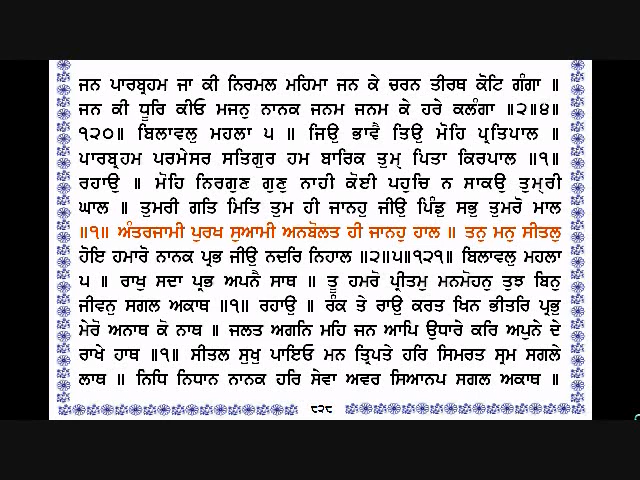 ਜਨ ਪਾਰਬ੍ਰਹਮ ਜਾ ਕੀ ਨਿਰਮਲ ਮਹਿਮਾ ਜਨ ਕੇ ਚਰਨ ਤੀਰਥ ਕੋਟਿ ਗੰਗਾ ॥
ਜਨ ਕੀ ਧੂਰਿ ਕੀਓ ਮਜਨੁ ਨਾਨਕ ਜਨਮ ਜਨਮ ਕੇ ਹਰੇ ਕਲੰਗਾ ॥੨॥੪॥
੧੨੦॥ ਬਿਲਾਵਲੁ ਮਹਲਾ ੫ ॥ ਜਿਉ ਭਾਵੈ ਤਿਉ ਮੋਹਿ ਪ੍ਰਤਿਪਾਲ ॥
ਪਾਰਬ੍ਰਹਮ ਪਰਮੇਸਰ ਸਤਿਗੁਰ ਹਮ ਬਾਰਿਕ ਤੁਮ੍ ਪਿਤਾ ਕਿਰਪਾਲ ॥੧॥
ਰਹਾਉ ॥ ਮੋਹਿ ਨਿਰਗੁਣ ਗੁਣੁ ਨਾਹੀ ਕੋਈ ਪਹੁਚਿ ਨ ਸਾਕਉ ਤੁਮ੍ਰੀ
ਘਾਲ ॥ ਤੁਮਰੀ ਗਤਿ ਮਿਤਿ ਤੁਮ ਹੀ ਜਾਨਹੁ ਜੀਉ ਪਿੰਡੁ ਸਭੁ ਤੁਮਰੋ ਮਾਲ
॥੧॥ ਅੰਤਰਜਾਮੀ ਪੁਰਖ ਸੁਆਮੀ ਅਨਬੋਲਤ ਹੀ ਜਾਨਹੁ ਹਾਲ ॥ ਤਨੁ ਮਨੁ ਸੀਤਲੁ
ਹੋਇ ਹਮਾਰੋ ਨਾਨਕ ਪ੍ਰਭ ਜੀਉ ਨਦਰਿ ਨਿਹਾਲ ॥੨॥੫॥੧੨੧॥ ਬਿਲਾਵਲੁ ਮਹਲਾ
੫ ॥ ਰਾਖੁ ਸਦਾ ਪ੍ਰਭ ਅਪਨੈ ਸਾਥ ॥ ਤੂ ਹਮਰੋ ਪ੍ਰੀਤਮੁ ਮਨਮੋਹਨੁ ਤੁਝ ਬਿਨੁ
ਜੀਵਨੁ ਸਗਲ ਅਕਾਥ ॥੧॥ ਰਹਾਉ ॥ ਰੰਕ ਤੇ ਰਾਉ ਕਰਤ ਖਿਨ ਭੀਤਰਿ ਪ੍ਰਭੁ
ਮੇਰੋ ਅਨਾਥ ਕੋ ਨਾਥ ॥ ਜਲਤ ਅਗਨਿ ਮਹਿ ਜਨ ਆਪਿ ਉਧਾਰੇ ਕਰਿ ਅਪੁਨੇ ਦੇ
ਰਾਖੇ ਹਾਥ ॥੧॥ ਸੀਤਲ ਸੁਖੁ ਪਾਇਓ ਮਨ ਤ੍ਰਿਪਤੇ ਹਰਿ ਸਿਮਰਤ ਸ੍ਰਮ ਸਗਲੇ
ਲਾਥ ॥ ਨਿਧਿ ਨਿਧਾਨ ਨਾਨਕ ਹਰਿ ਸੇਵਾ ਅਵਰ ਸਿਆਨਪ ਸਗਲ ਅਕਾਥ ॥
੮੨੮